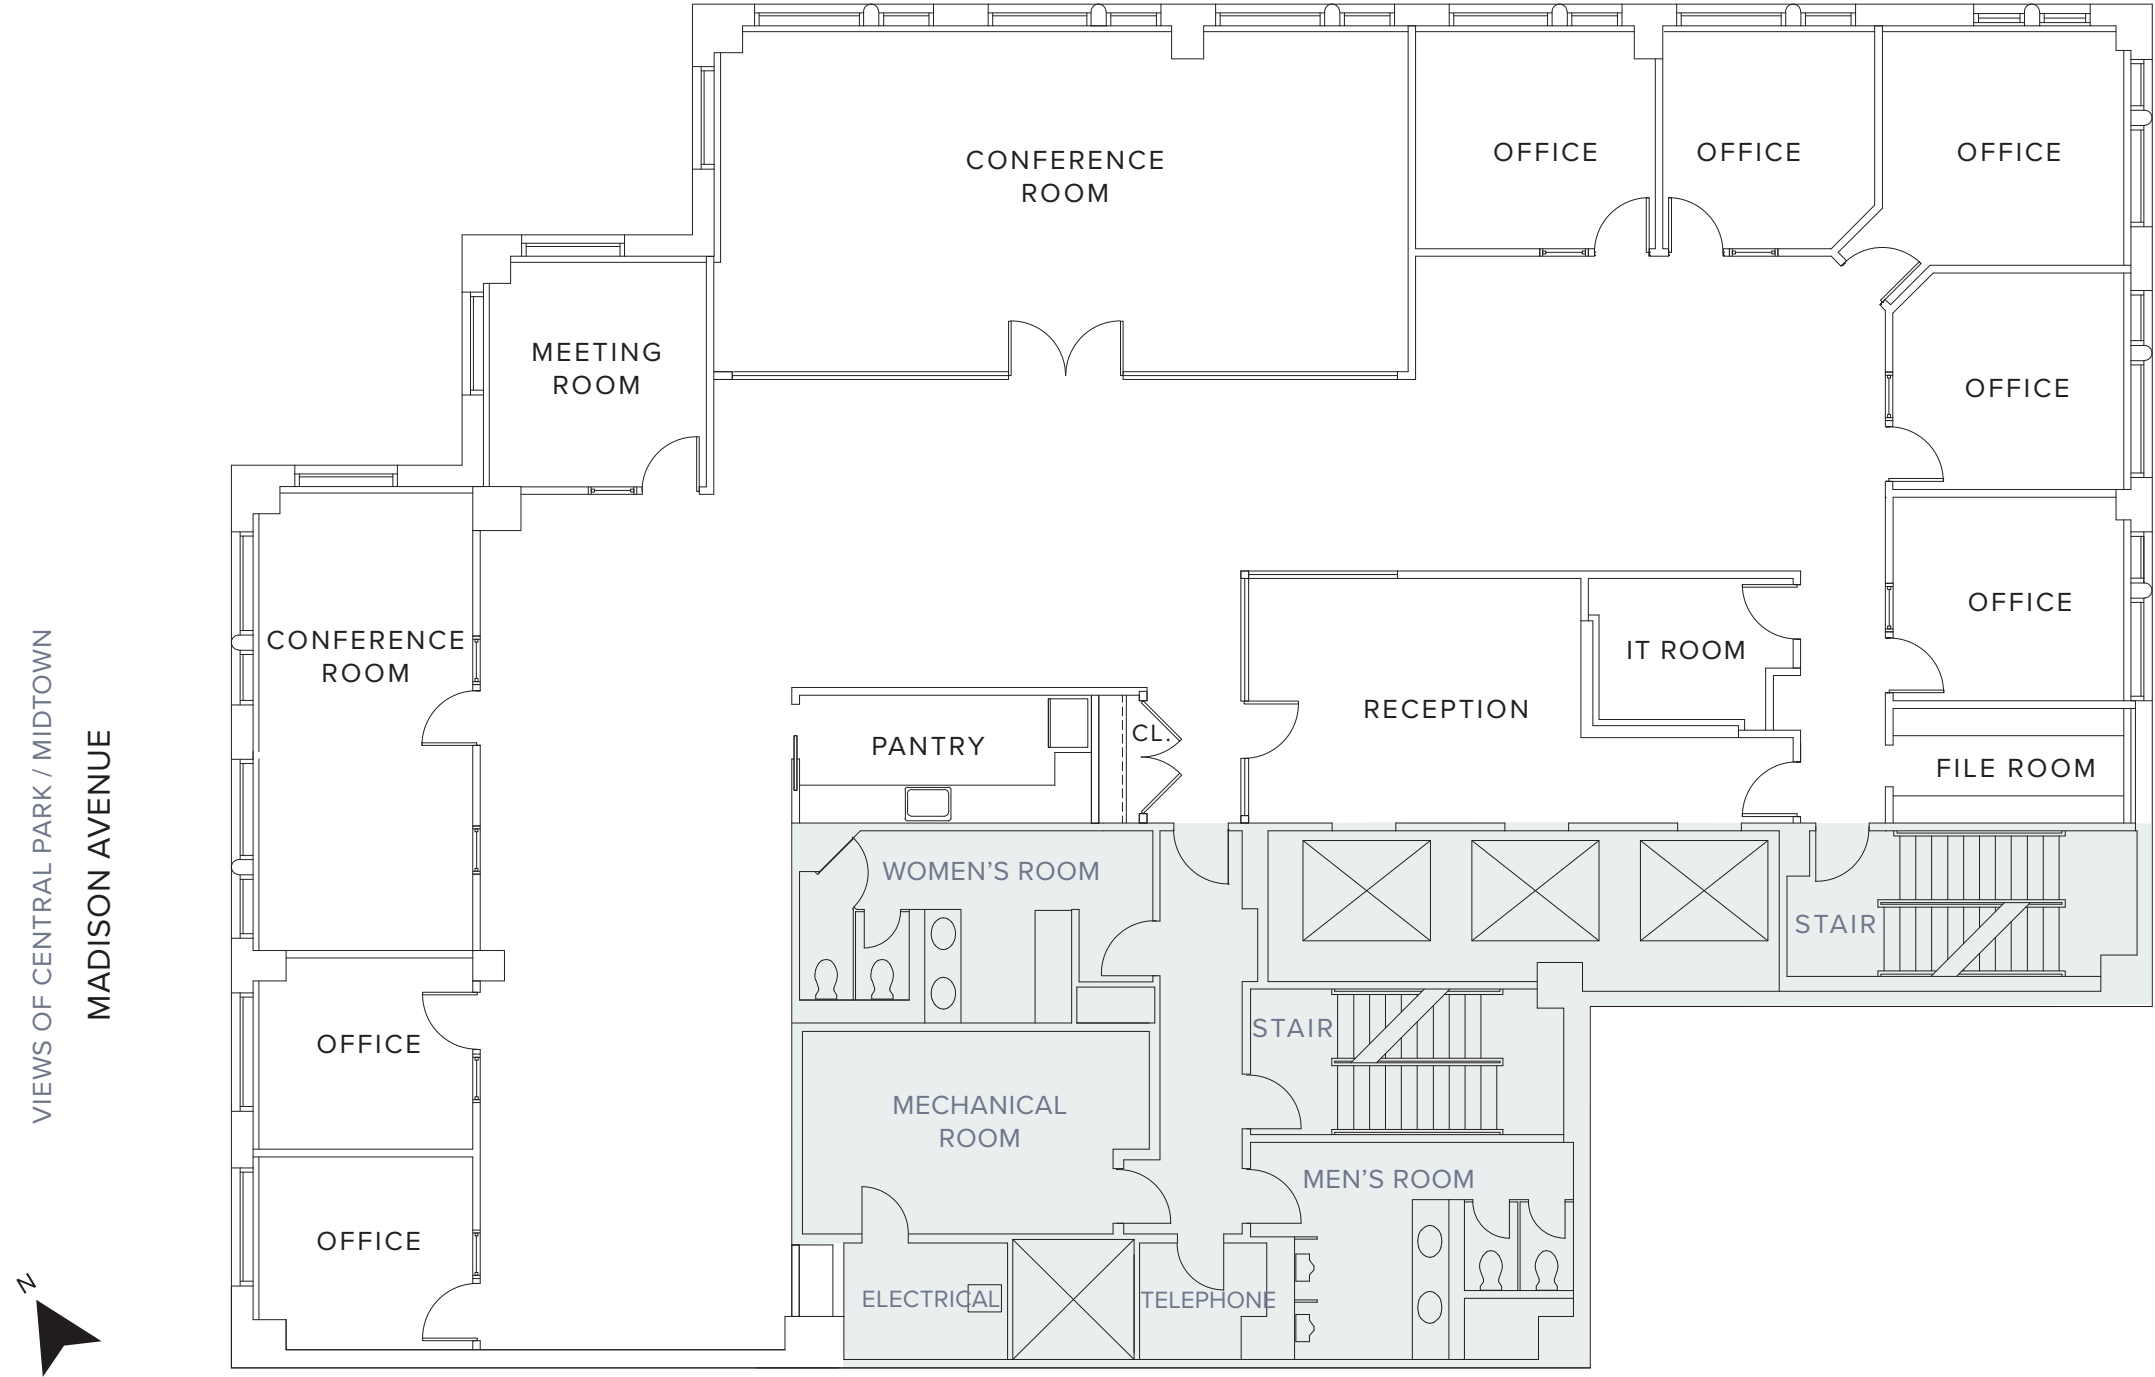 CONFERENCE
ROOM
OFFICE
OFFICE
OFFICE
MEETING
ROOM
OFFICE
OFFICE
CONFERENCE
ROOM
IT ROOM
RECEPTION
PANTRY
CL.
FILE ROOM
WOMEN’S ROOM
STAIR
STAIR
OFFICE
MECHANICAL
ROOM
MEN’S ROOM
OFFICE
ELECTRICAL
TELEPHONE
VIEWS OF CENTRAL PARK / MIDTOWN
MADISON AVENUE
N